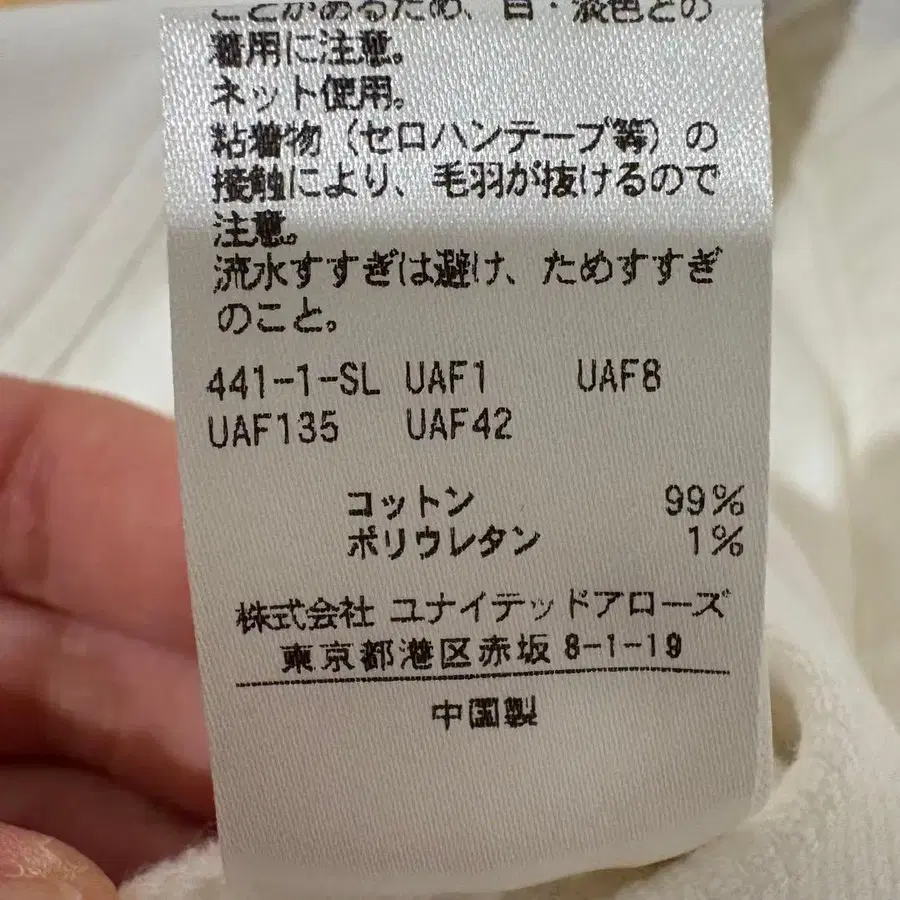 ことがあるため、白・淡色との
着用に注意。
ネット使用。
粘着物（セロハンテープ等）の
接触により、毛羽が抜けるので
注意。
流水すすぎは避け、ためすすぎ
のこと。
441-1-SL UAF1 UAF8
UAF135 UAF42
コットン 99%
ポリウレタン 1%
株式会社 ユナイテッドアローズ
東京都港区赤坂 8-1-19
中国製